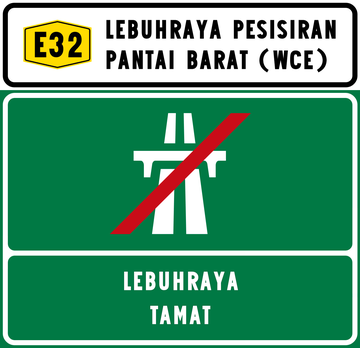 E32
LEBUHRAYA PESISIRAN
PANTAI BARAT (WCE)
LEBUHRAYA
TAMAT